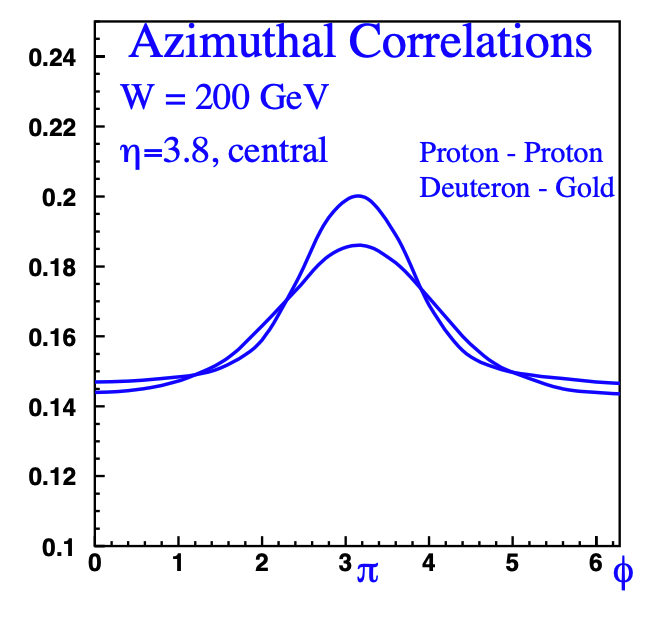 Azimuthal Correlations
0.24
W = 200 GeV
0.22
η=3.8, central
Proton - Proton
Deuteron - Gold
0.2
0.18
0.16
0.14
0.12
0.1
0 1 2 3 π 4 5 6 ϕ